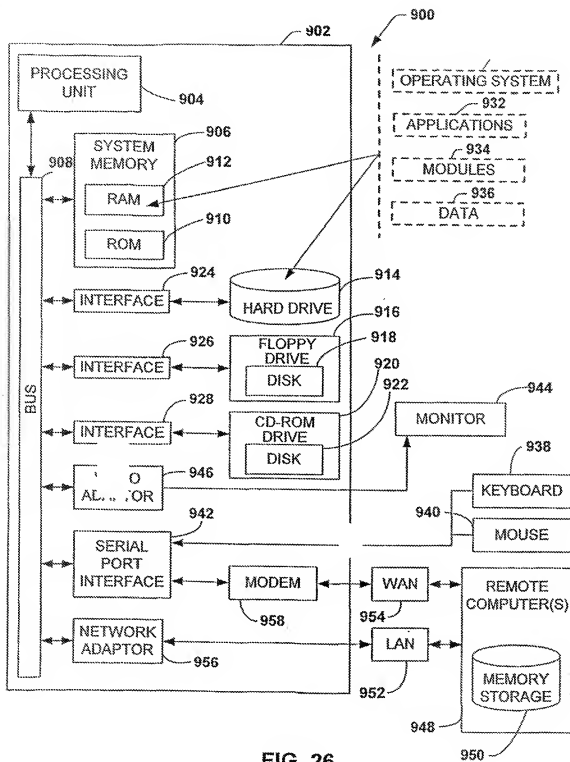 900
902
PROCESSING
UNIT
904
OPERATING SYSTEM
932
APPLICATIONS
934
MODULES
936
DATA
906
SYSTEM
MEMORY
908
912
RAM
910
ROM
924
INTERFACE
914
HARD DRIVE
916
926
FLOPPY
DRIVE
918
INTERFACE
DISK
920
928
CD-ROM
DRIVE
922
INTERFACE
DISK
BUS
944
MONITOR
946
938
KEYBOARD
940
MOUSE
942
SERIAL
PORT
INTERFACE
MODEM
958
WAN
954
REMOTE
COMPUTER(S)
NETWORK
ADAPTOR
956
LAN
952
MEMORY
STORAGE
948
950
FIG. 26